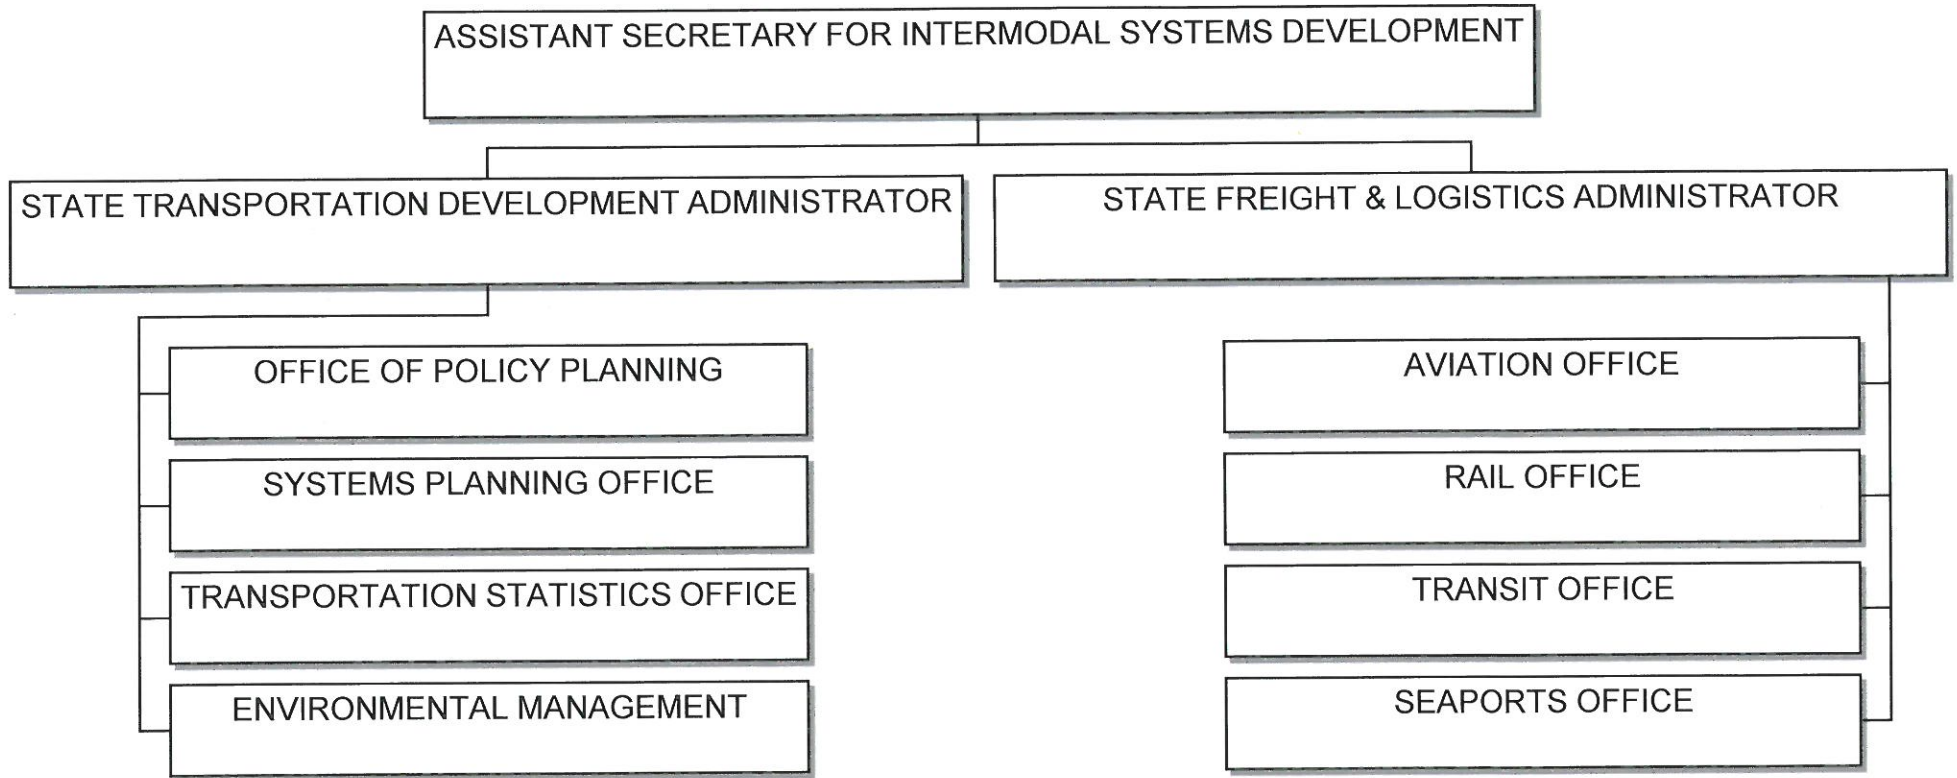 ASSISTANT SECRETARY FOR INTERMODAL SYSTEMS DEVELOPMENT
STATE TRANSPORTATION DEVELOPMENT ADMINISTRATOR
STATE FREIGHT & LOGISTICS ADMINISTRATOR
OFFICE OF POLICY PLANNING
SYSTEMS PLANNING OFFICE
TRANSPORTATION STATISTICS OFFICE
ENVIRONMENTAL MANAGEMENT
AVIATION OFFICE
RAIL OFFICE
TRANSIT OFFICE
SEAPORTS OFFICE